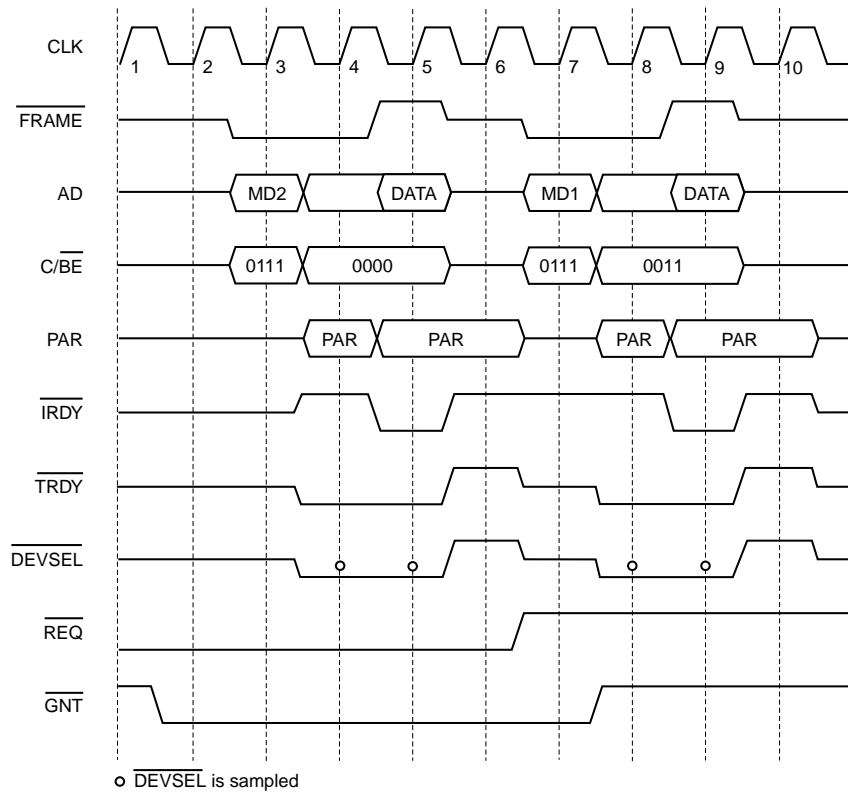 CLK
1 2 3 4 5 6 7 8 9 10
FRAME
AD MD2 DATA MD1 DATA
C/BE 0111 0000 0111 0011
PAR PAR PAR PAR PAR
IRDY
TRDY
DEVSEL
REQ
GNT
DEVSEL is sampled